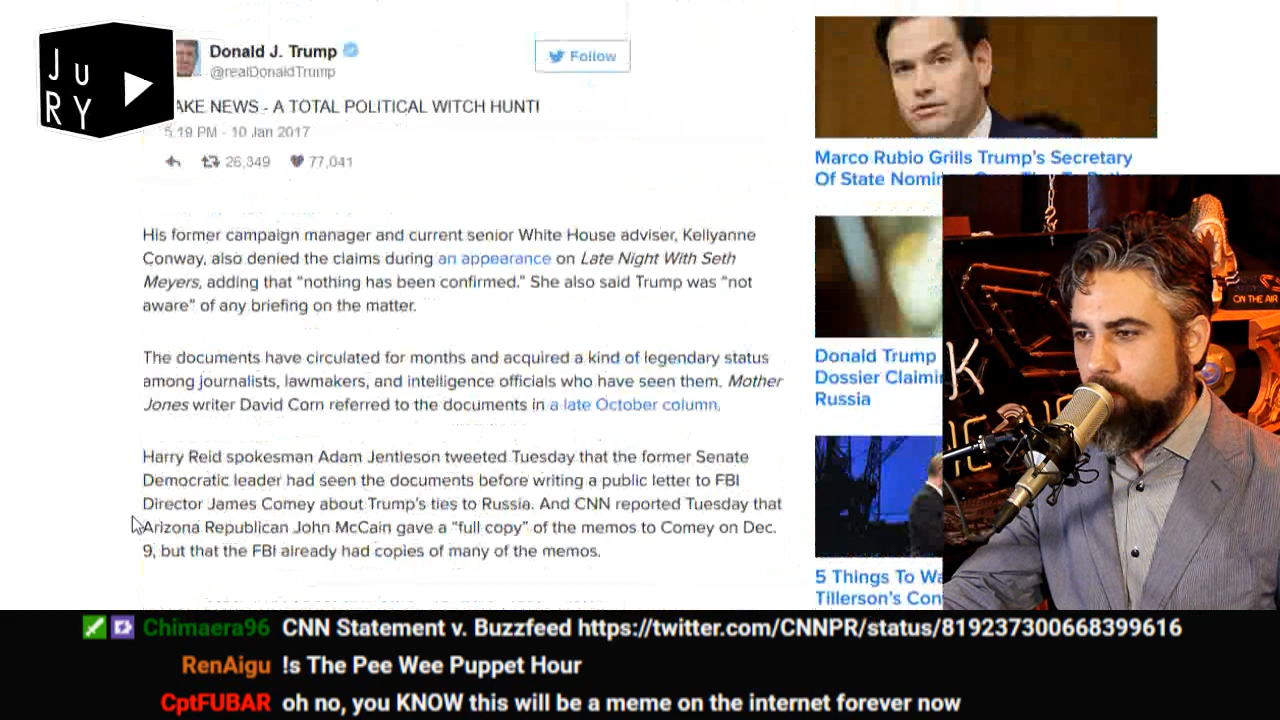 JURY
Donald J. Trump
@realDonaldTrump
Follow
AKE NEWS - A TOTAL POLITICAL WITCH HUNT!
5:19 PM - 10 Jan 2017
26,349 77,041
His former campaign manager and current senior White House adviser, Kellyanne
Conway, also denied the claims during an appearance on Late Night With Seth
Meyers, adding that “nothing has been confirmed.” She also said Trump was “not
aware” of any briefing on the matter.
The documents have circulated for months and acquired a kind of legendary status
among journalists, lawmakers, and intelligence officials who have seen them. Mother
Jones writer David Corn referred to the documents in a late October column.
Harry Reid spokesman Adam Jentleson tweeted Tuesday that the former Senate
Democratic leader had seen the documents before writing a public letter to FBI
Director James Comey about Trump’s ties to Russia. And CNN reported Tuesday that
Arizona Republican John McCain gave a “full copy” of the memos to Comey on Dec.
9, but that the FBI already had copies of many of the memos.
Marco Rubio Grills Trump’s Secretary
Of State Nomin
Donald Trump
Dossier Claimi
Russia
5 Things To Wa
Tillerson’s Con
ON THE AIR
Chimaera96 CNN Statement v. Buzzfeed https://twitter.com/CNNPR/status/819237300668399616
RenAigu !s The Pee Wee Puppet Hour
CptFUBAR oh no, you KNOW this will be a meme on the internet forever now